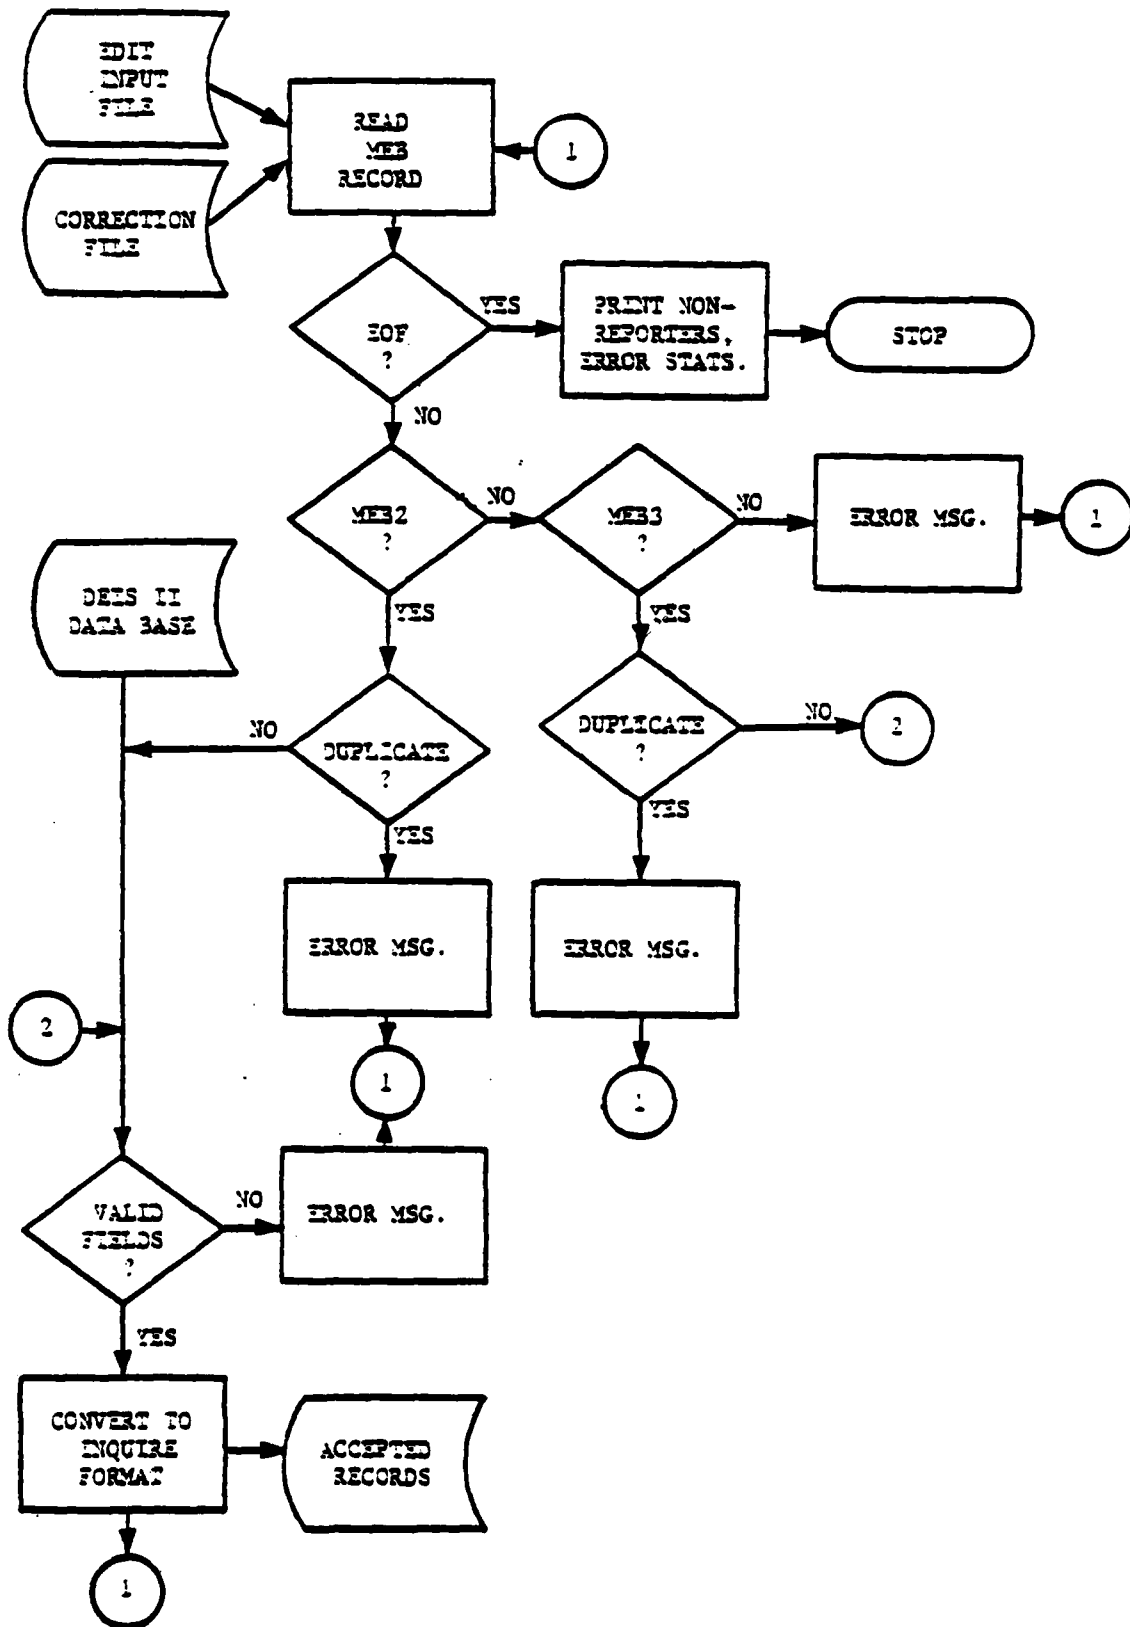 EDIT
INPUT
FILE
READ
MEB
RECORD
1
CORRECTION
FILE
EOF
?
YES
PRINT NON-
REPORTERS,
ERROR STATS.
STOP
NO
MEB2
?
NO
MEB3
?
NO
ERROR MSG.
1
DEIS II
DATA BASE
YES
YES
NO
DUPLICATE
?
DUPLICATE
?
NO
2
YES
YES
ERROR MSG.
ERROR MSG.
2
1
1
VALID
FIELDS
?
NO
ERROR MSG.
YES
CONVERT TO
INQUIRE
FORMAT
ACCEPTED
RECORDS
1